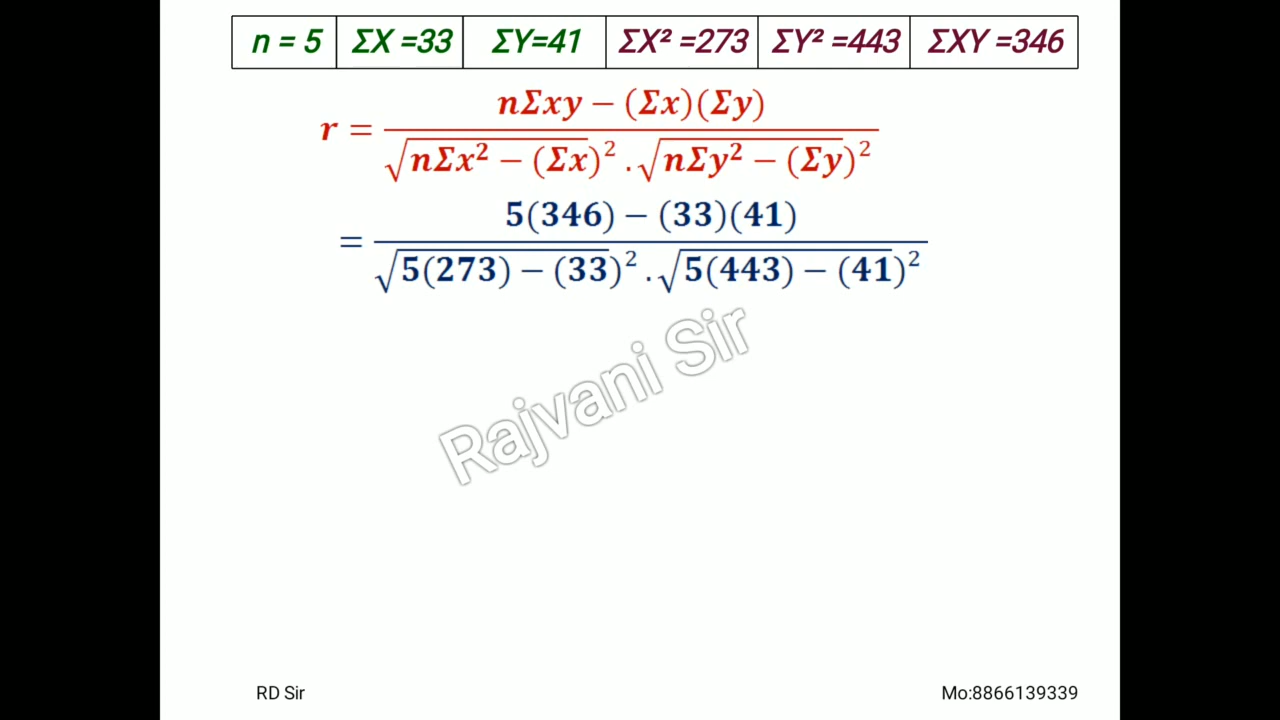 n = 5 ΣX =33 ΣY=41 ΣX² =273 ΣY² =443 ΣXY =346
r = nΣxy − (Σx)(Σy) / √nΣx² − (Σx)² . √nΣy² − (Σy)²
= 5(346) − (33)(41) / √5(273) − (33)² . √5(443) − (41)²
Rajvani Sir
RD Sir Mo:8866139339